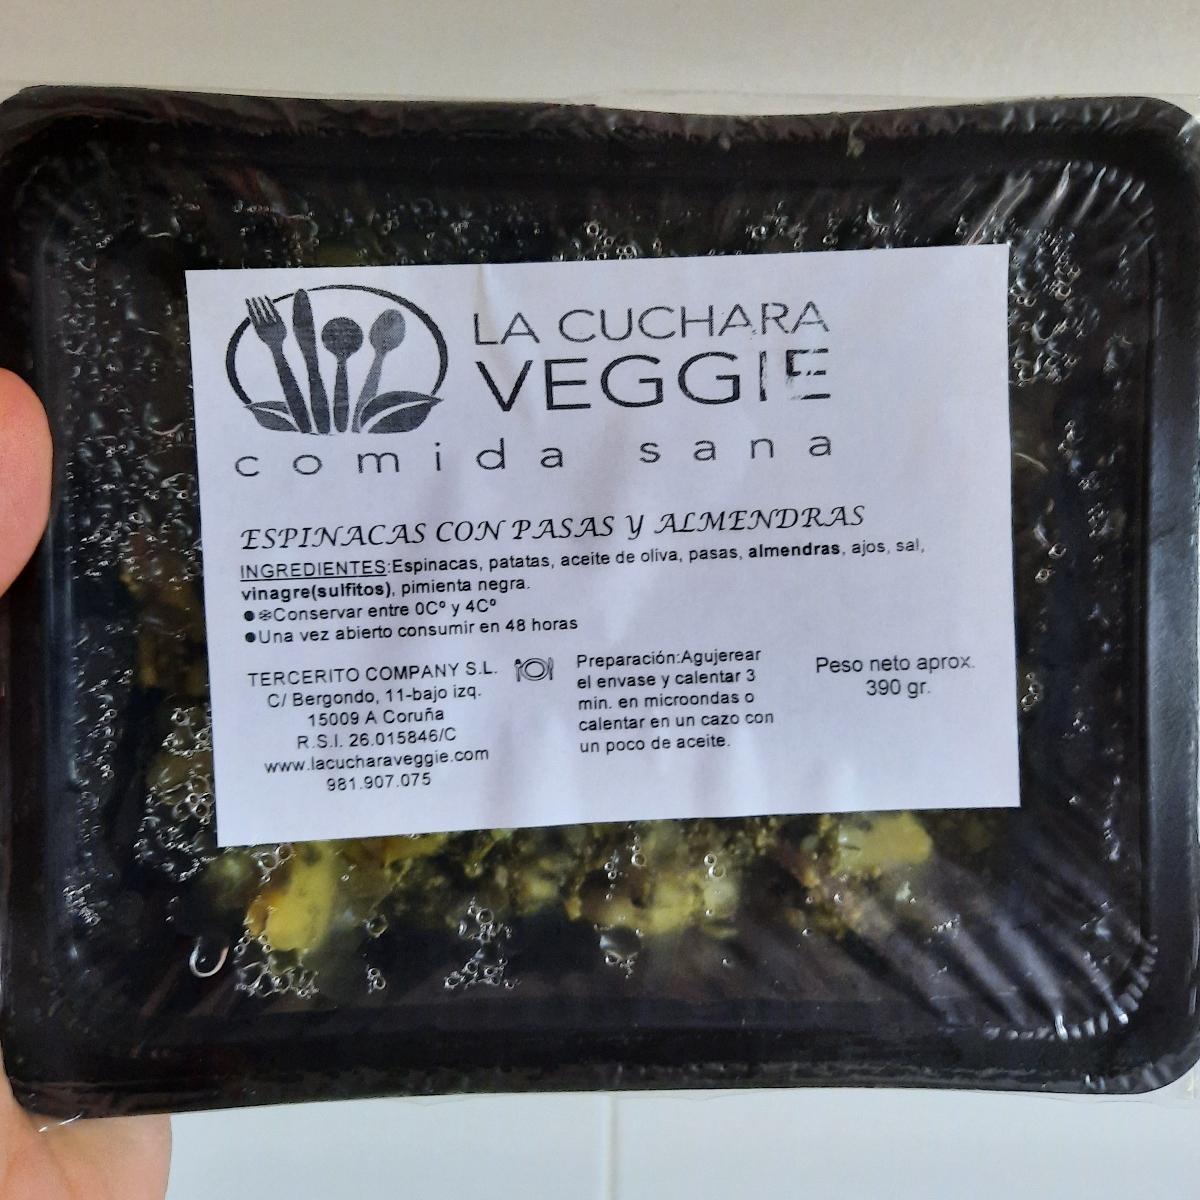 LA CUCHARA
VEGGIE
comida sana
ESPINACAS CON PASAS Y ALMENDRAS
INGREDIENTES:Espinacas, patatas, aceite de oliva, pasas, almendras, ajos, sal,
vinagre(sulfitos), pimienta negra.
●❄Conservar entre 0Cº y 4Cº
●Una vez abierto consumir en 48 horas
TERCERITO COMPANY S.L.
C/ Bergondo, 11-bajo izq.
15009 A Coruña
R.S.I. 26.015846/C
www.lacucharaveggie.com
981.907.075
Preparación:Agujerear
el envase y calentar 3
min. en microondas o
calentar en un cazo con
un poco de aceite.
Peso neto aprox.
390 gr.